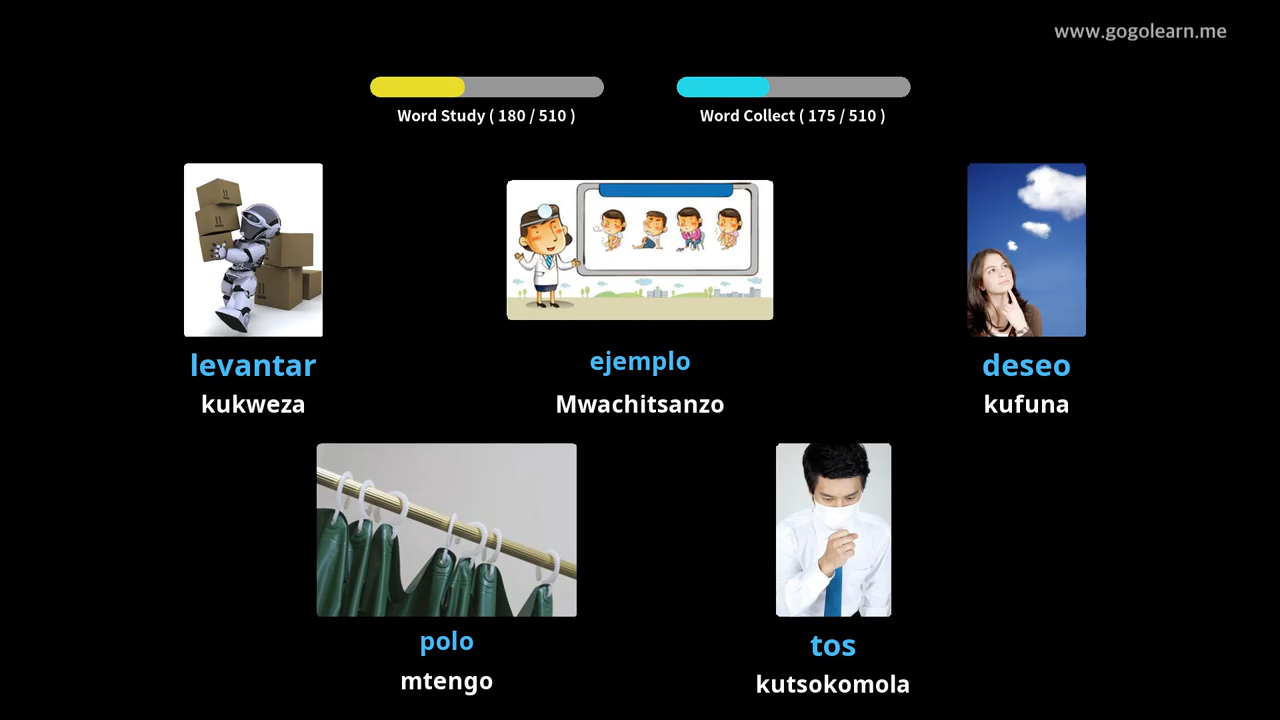 www.gogolearn.me
Word Study ( 180 / 510 )
Word Collect ( 175 / 510 )
levantar
kukweza
ejemplo
Mwachitsanzo
deseo
kufuna
polo
mtengo
tos
kutsokomola